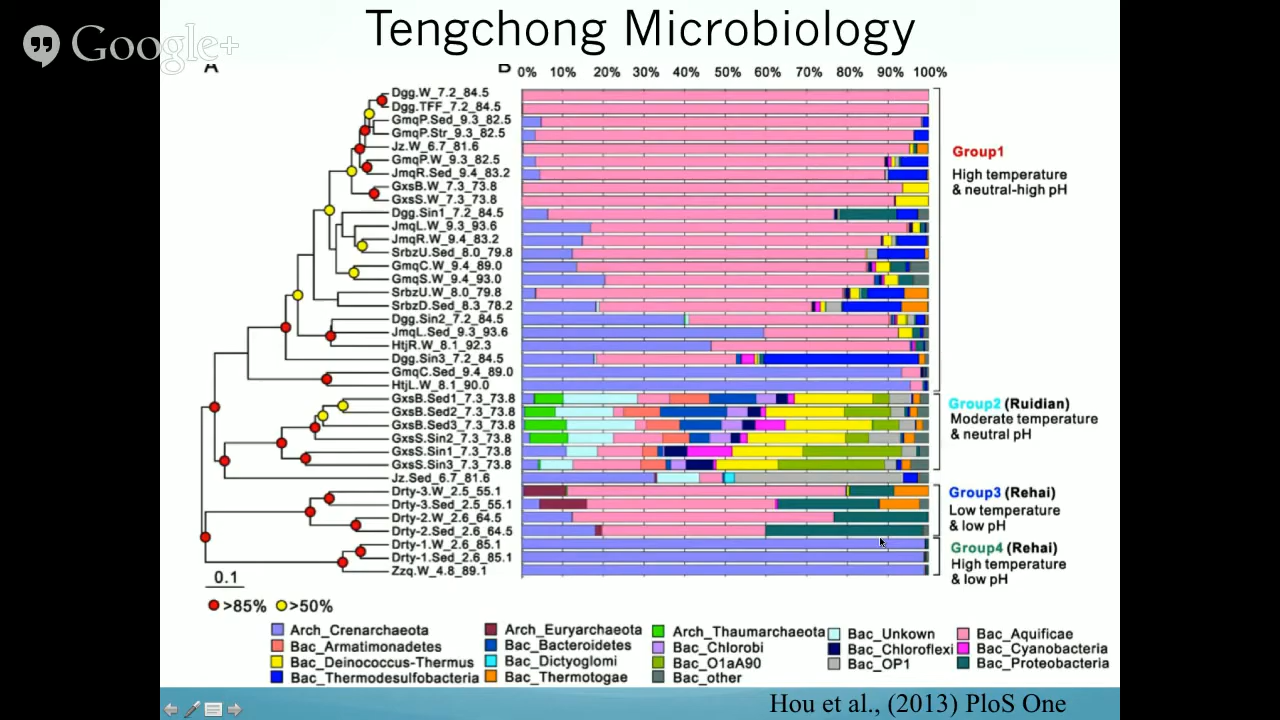 Tengchong Microbiology
Google+
A
B
0% 10% 20% 30% 40% 50% 60% 70% 80% 90% 100%
Dgg.W_7.2_84.5
Dgg.TFF_7.2_84.5
GmqP.Sed_9.3_82.5
GmqP.Str_9.3_82.5
Jz.W_6.7_81.6
GmqP.W_9.3_82.5
JmqR.Sed_9.4_83.2
GxsB.W_7.3_73.8
GxsS.W_7.3_73.8
Dgg.Sin1_7.2_84.5
JmqL.W_9.3_93.6
JmqR.W_9.4_83.2
SrbzU.Sed_8.0_79.8
GmqC.W_9.4_89.0
GmqS.W_9.4_93.0
SrbzU.W_8.0_79.8
SrbzD.Sed_8.3_78.2
Dgg.Sin2_7.2_84.5
JmqL.Sed_9.3_93.6
HtjR.W_8.1_92.3
Dgg.Sin3_7.2_84.5
GmqC.Sed_9.4_89.0
HtjL.W_8.1_90.0
GxsB.Sed1_7.3_73.8
GxsB.Sed2_7.3_73.8
GxsB.Sed3_7.3_73.8
GxsS.Sin2_7.3_73.8
GxsS.Sin1_7.3_73.8
GxsS.Sin3_7.3_73.8
Jz.Sed_6.7_81.6
Drty-3.W_2.5_55.1
Drty-3.Sed_2.5_55.1
Drty-2.W_2.6_64.5
Drty-2.Sed_2.6_64.5
Drty-1.W_2.6_85.1
Drty-1.Sed_2.6_85.1
Zzq.W_4.8_89.1
Group1
High temperature
& neutral-high pH
Group2 (Ruidian)
Moderate temperature
& neutral pH
Group3 (Rehai)
Low temperature
& low pH
Group4 (Rehai)
High temperature
& low pH
0.1
>85% >50%
Arch_Crenarchaeota Arch_Euryarchaeota Arch_Thaumarchaeota Bac_Unkown Bac_Aquificae
Bac_Armatimonadetes Bac_Bacteroidetes Bac_Chlorobi Bac_Chloroflexi Bac_Cyanobacteria
Bac_Deinococcus-Thermus Bac_Dictyoglomi Bac_O1aA90 Bac_OP1 Bac_Proteobacteria
Bac_Thermodesulfobacteria Bac_Thermotogae Bac_other
Hou et al., (2013) PloS One